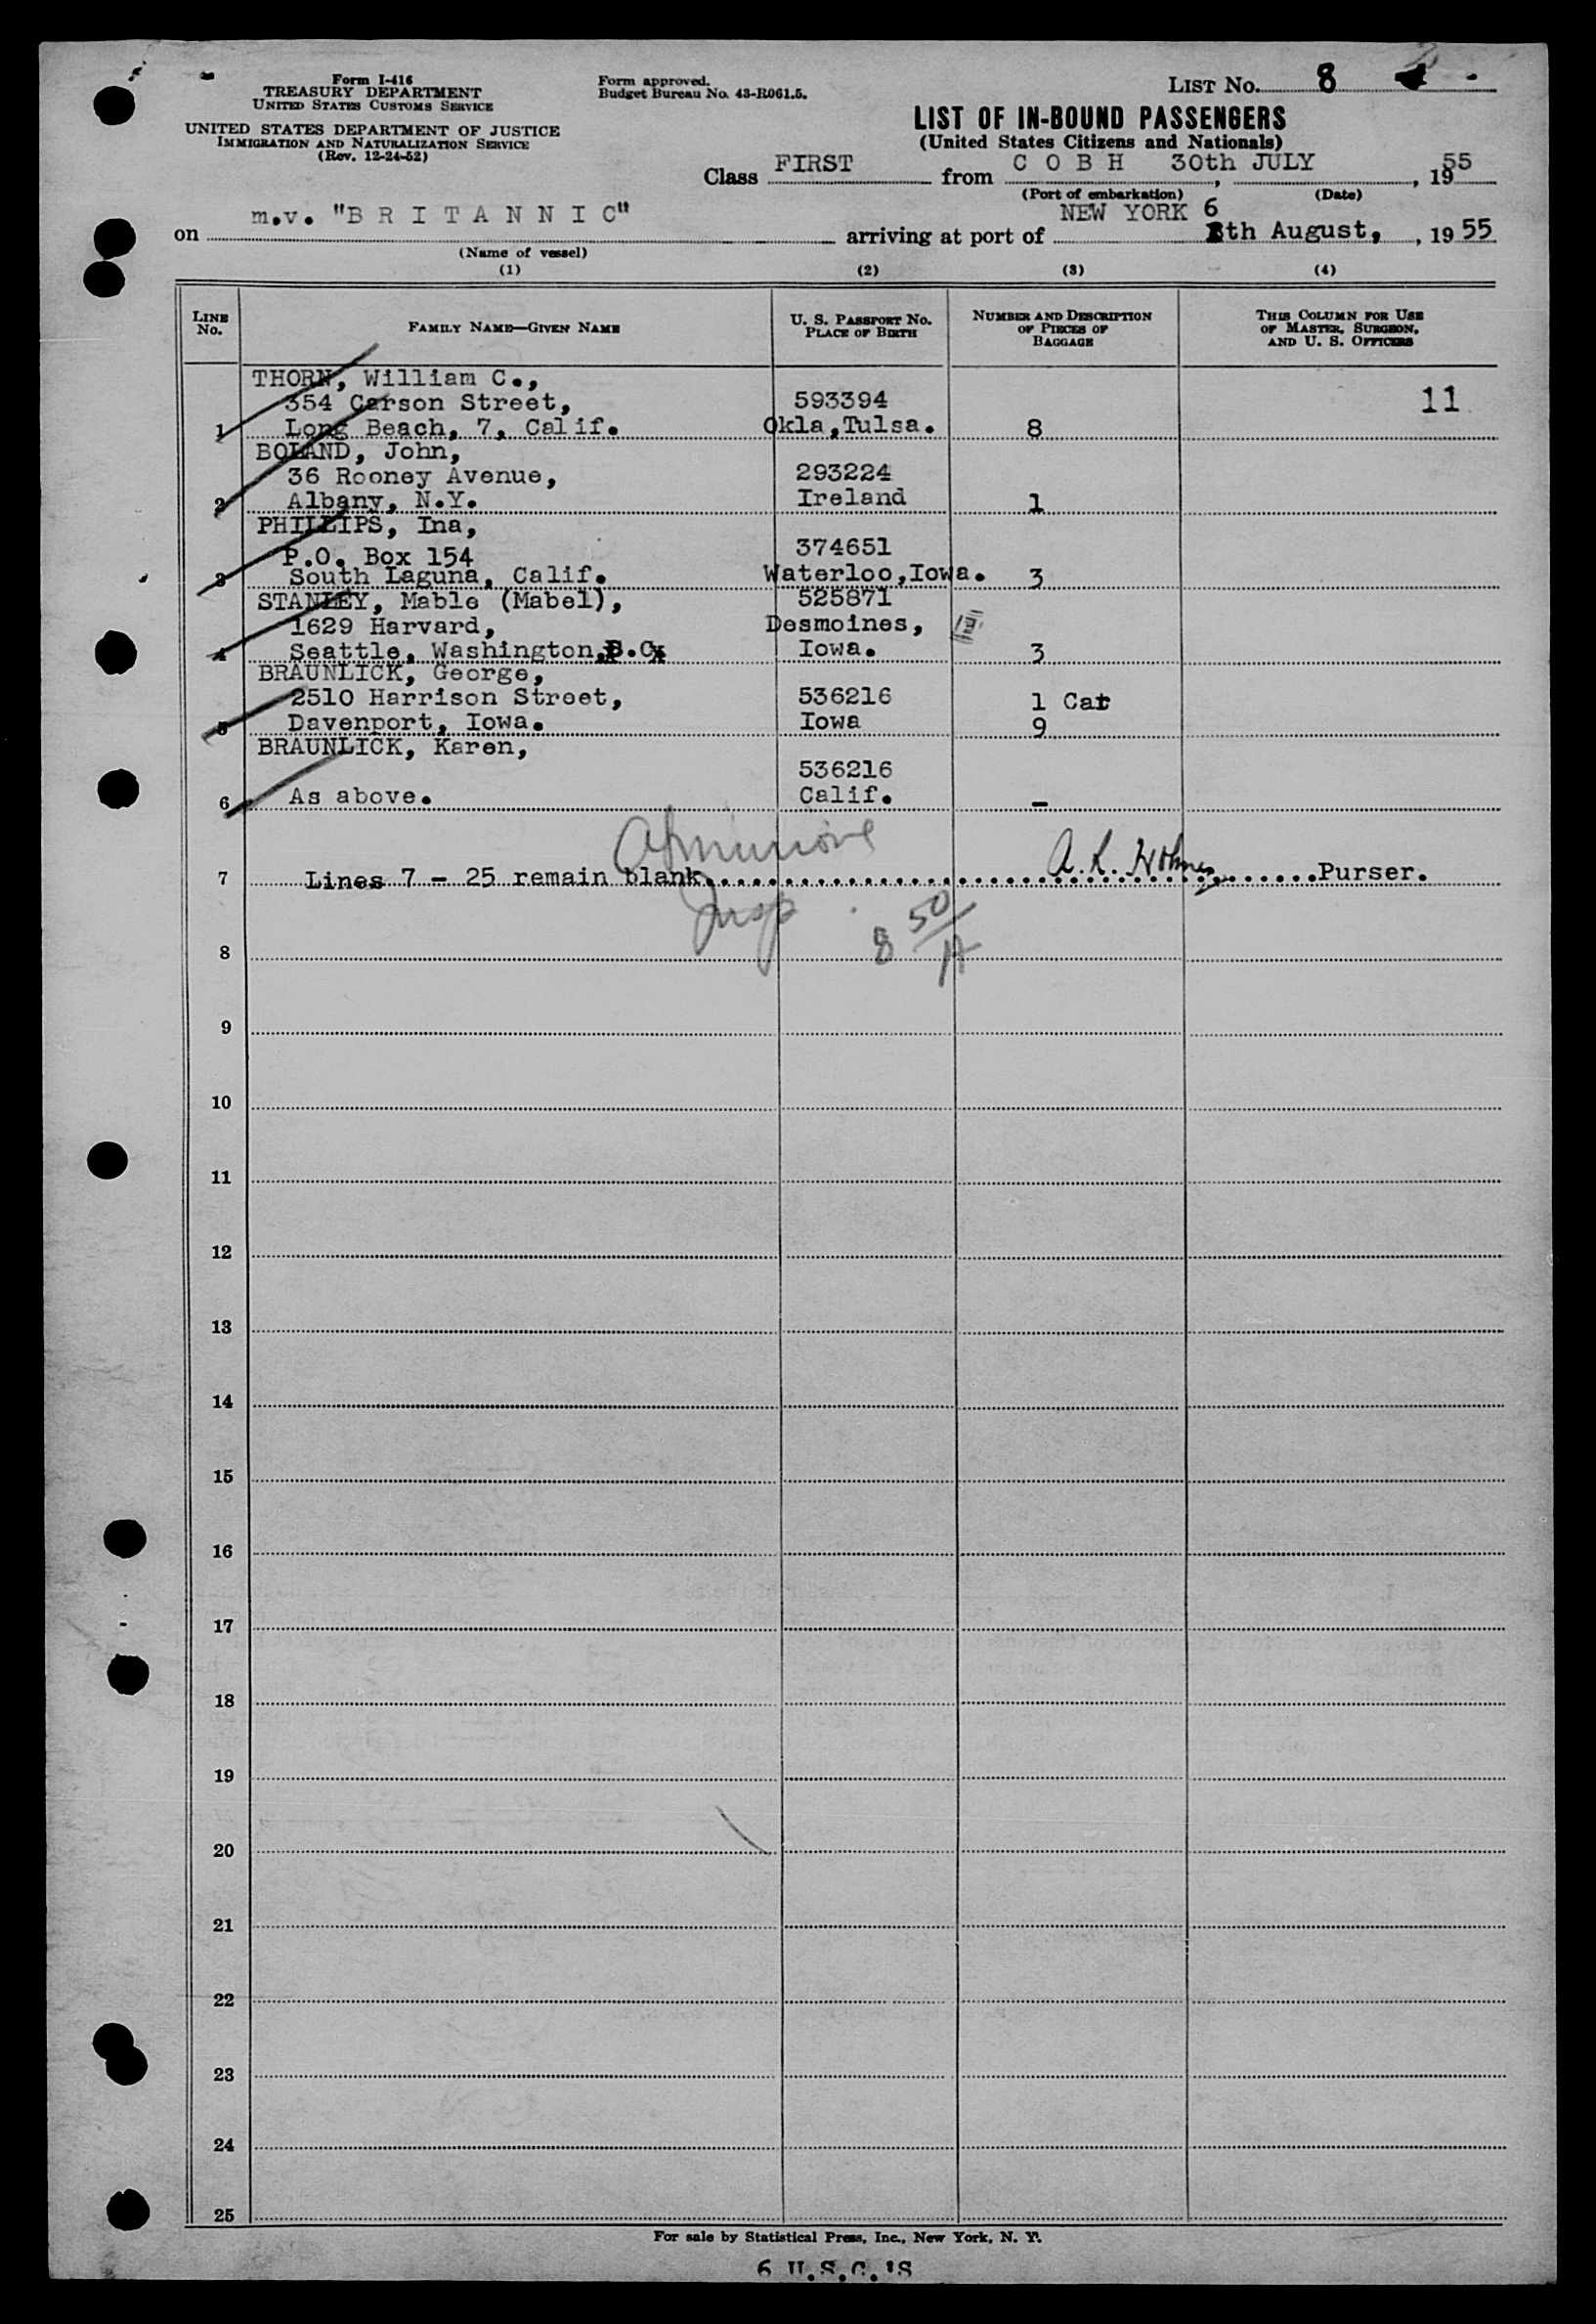 Form I-416
TREASURY DEPARTMENT
UNITED STATES CUSTOMS SERVICE
UNITED STATES DEPARTMENT OF JUSTICE
IMMIGRATION AND NATURALIZATION SERVICE
(Rev. 12-24-52)
Form approved.
Budget Bureau No. 43-R061.5.
LIST No. 8
LIST OF IN-BOUND PASSENGERS
(United States Citizens and Nationals)
Class FIRST from C O B H 30th JULY, 1955
(Port of embarkation) (Date)
on m.v. "B R I T A N N I C" arriving at port of NEW YORK 6th August, , 1955
(Name of vessel)
(1) (2) (3) (4)
LINE No.
FAMILY NAME—GIVEN NAME
U. S. PASSPORT No.
PLACE OF BIRTH
NUMBER AND DESCRIPTION
OF PIECES OF
BAGGAGE
THIS COLUMN FOR USE
OF MASTER, SURGEON,
AND U. S. OFFICERS
THORN, William C.,
354 Carson Street, 593394 11
1 Long Beach, 7, Calif. Okla,Tulsa. 8
BOLAND, John,
36 Rooney Avenue, 293224
2 Albany, N.Y. Ireland 1
PHILLIPS, Ina,
P.O. Box 154 374651
3 South Laguna, Calif. Waterloo,Iowa. 3
STANLEY, Mable (Mabel), 525871
1629 Harvard, Desmoines,
4 Seattle, Washington, Iowa. 3
BRAUNLICK, George,
2510 Harrison Street, 536216 1 Car
5 Davenport, Iowa. Iowa 9
BRAUNLICK, Karen,
536216
6 As above. Calif. –
7 Lines 7 - 25 remain blank. A. K. Purser.
Insp 8 50/
8
9
10
11
12
13
14
15
16
17
18
19
20
21
22
23
24
25
For sale by Statistical Press, Inc., New York, N. Y.
6 U.S.C.'S